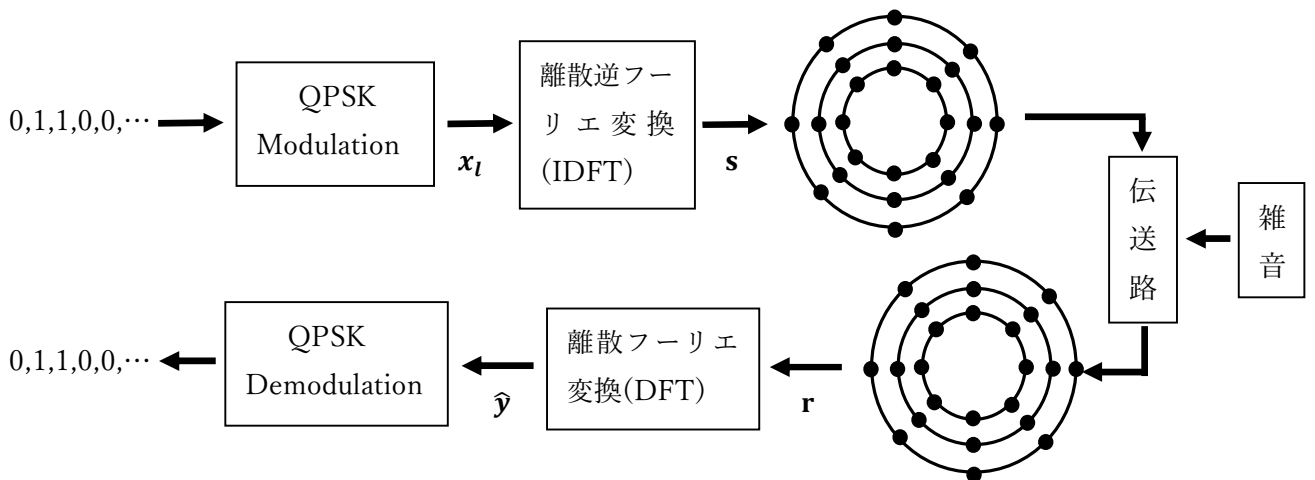 0,1,1,0,0,…
QPSK
Modulation
𝒙𝒍
離散逆フー
リエ変換
(IDFT)
𝐬
伝
送
路
雑
音
0,1,1,0,0,…
QPSK
Demodulation
𝒚̂
離散フーリエ
変換(DFT)
𝐫